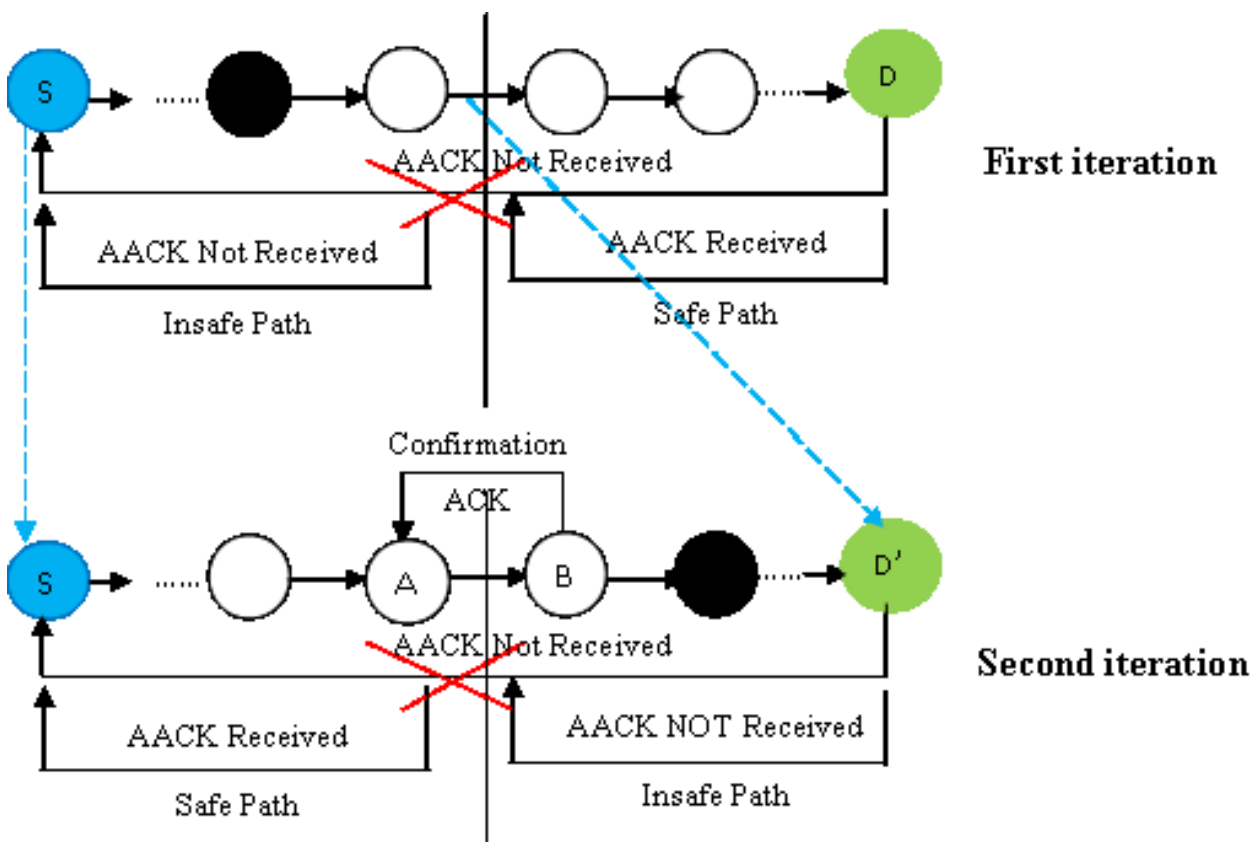 S
D
AACK Not Received
First iteration
AACK Not Received
AACK Received
Insafe Path
Safe Path
Confirmation
ACK
S
A
B
D'
AACK Not Received
Second iteration
AACK Received
AACK NOT Received
Safe Path
Insafe Path